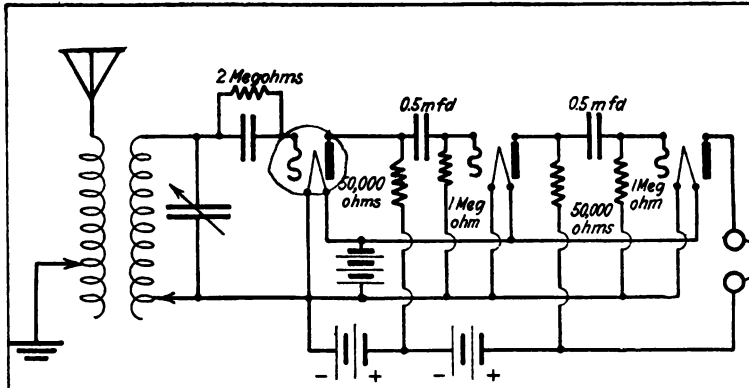 2 Megohms
0.5 mfd
0.5 mfd
50,000
ohms
1 Meg
ohm
50,000
ohms
1 Meg
ohm
- +
- +